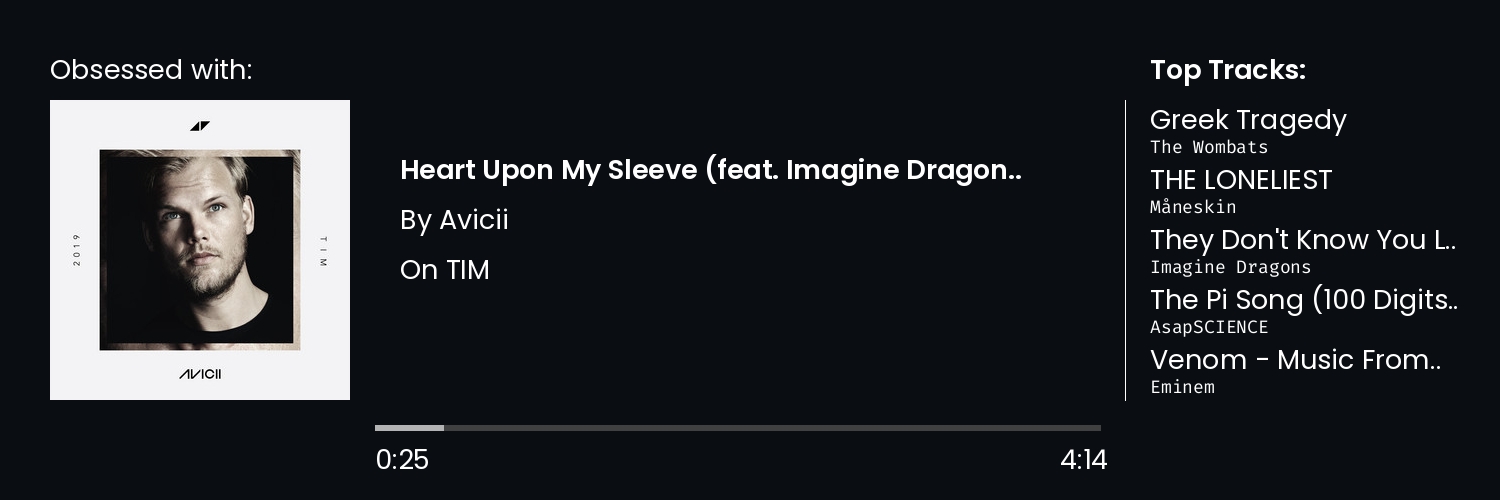 Obsessed with:
2019
TIM
AVICII
Heart Upon My Sleeve (feat. Imagine Dragon..
By Avicii
On TIM
0:25
4:14
Top Tracks:
Greek Tragedy
The Wombats
THE LONELIEST
Måneskin
They Don't Know You L..
Imagine Dragons
The Pi Song (100 Digits..
AsapSCIENCE
Venom - Music From..
Eminem